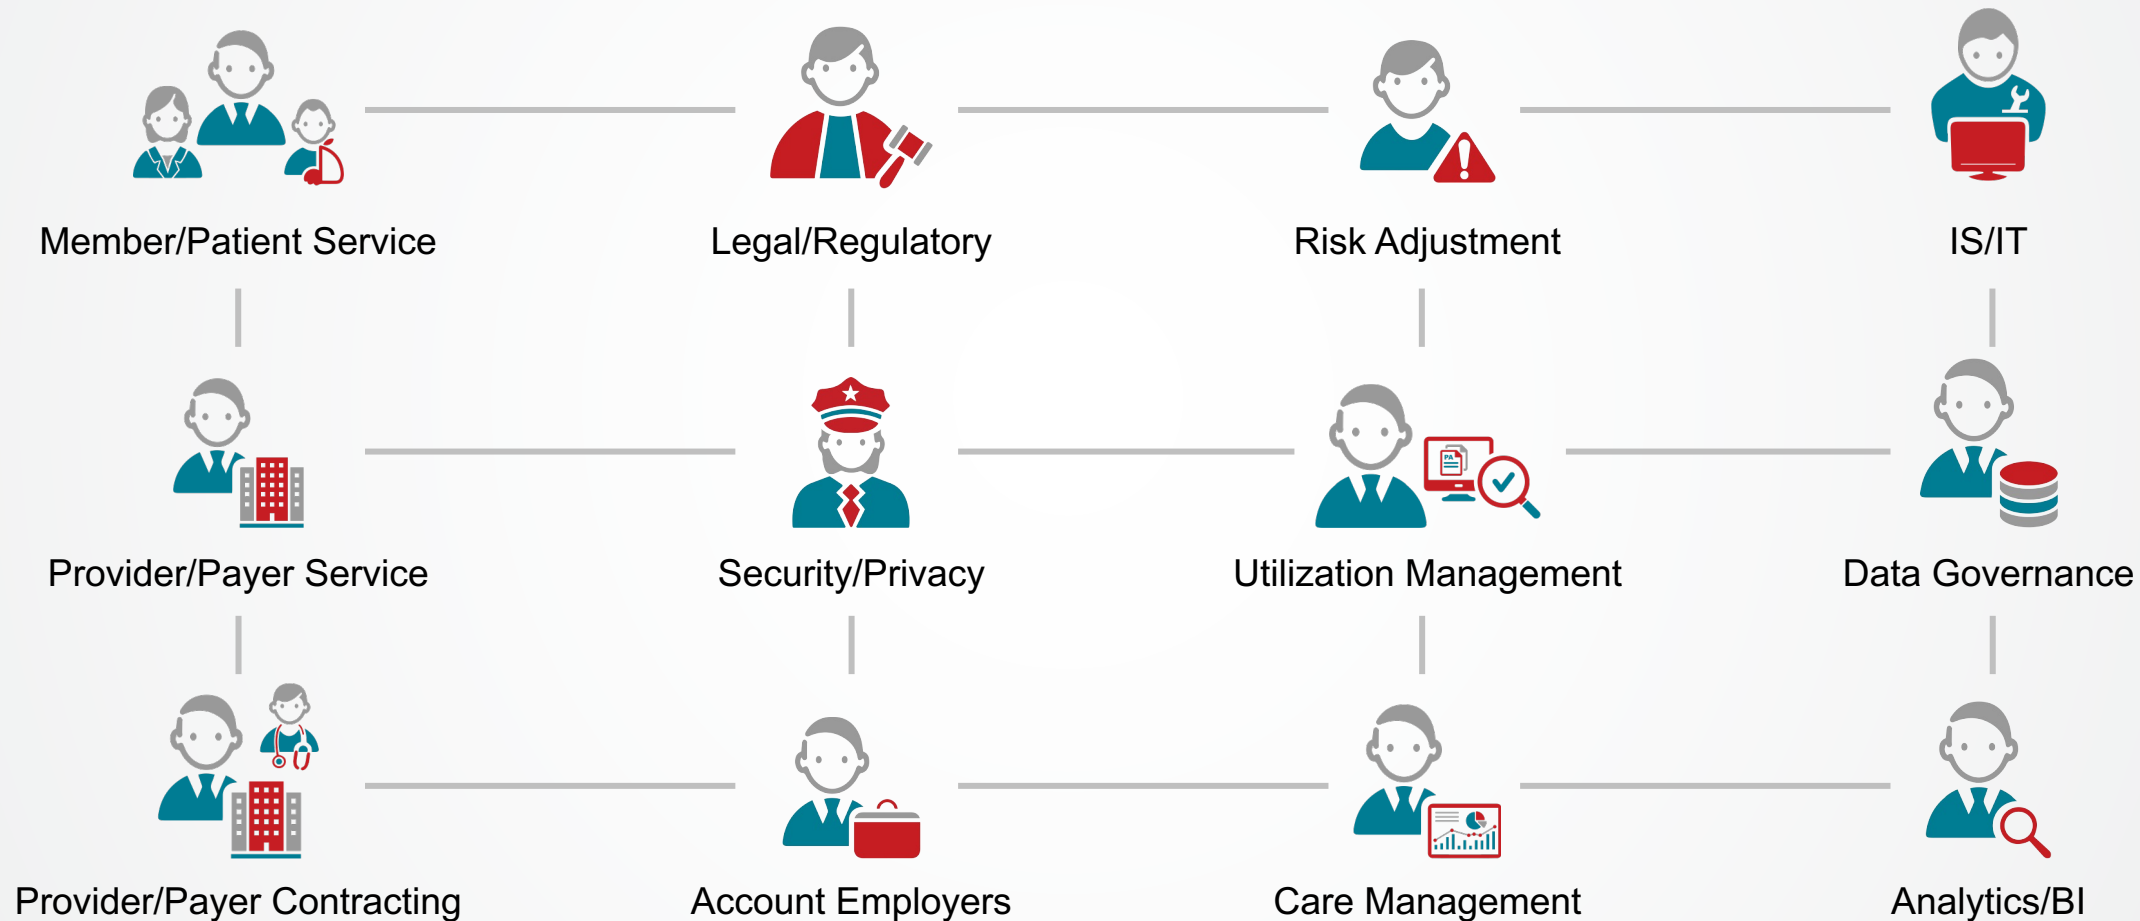 Member/Patient Service
Legal/Regulatory
Risk Adjustment
IS/IT
Provider/Payer Service
Security/Privacy
PA
Utilization Management
Data Governance
Provider/Payer Contracting
Account Employers
Care Management
Analytics/BI